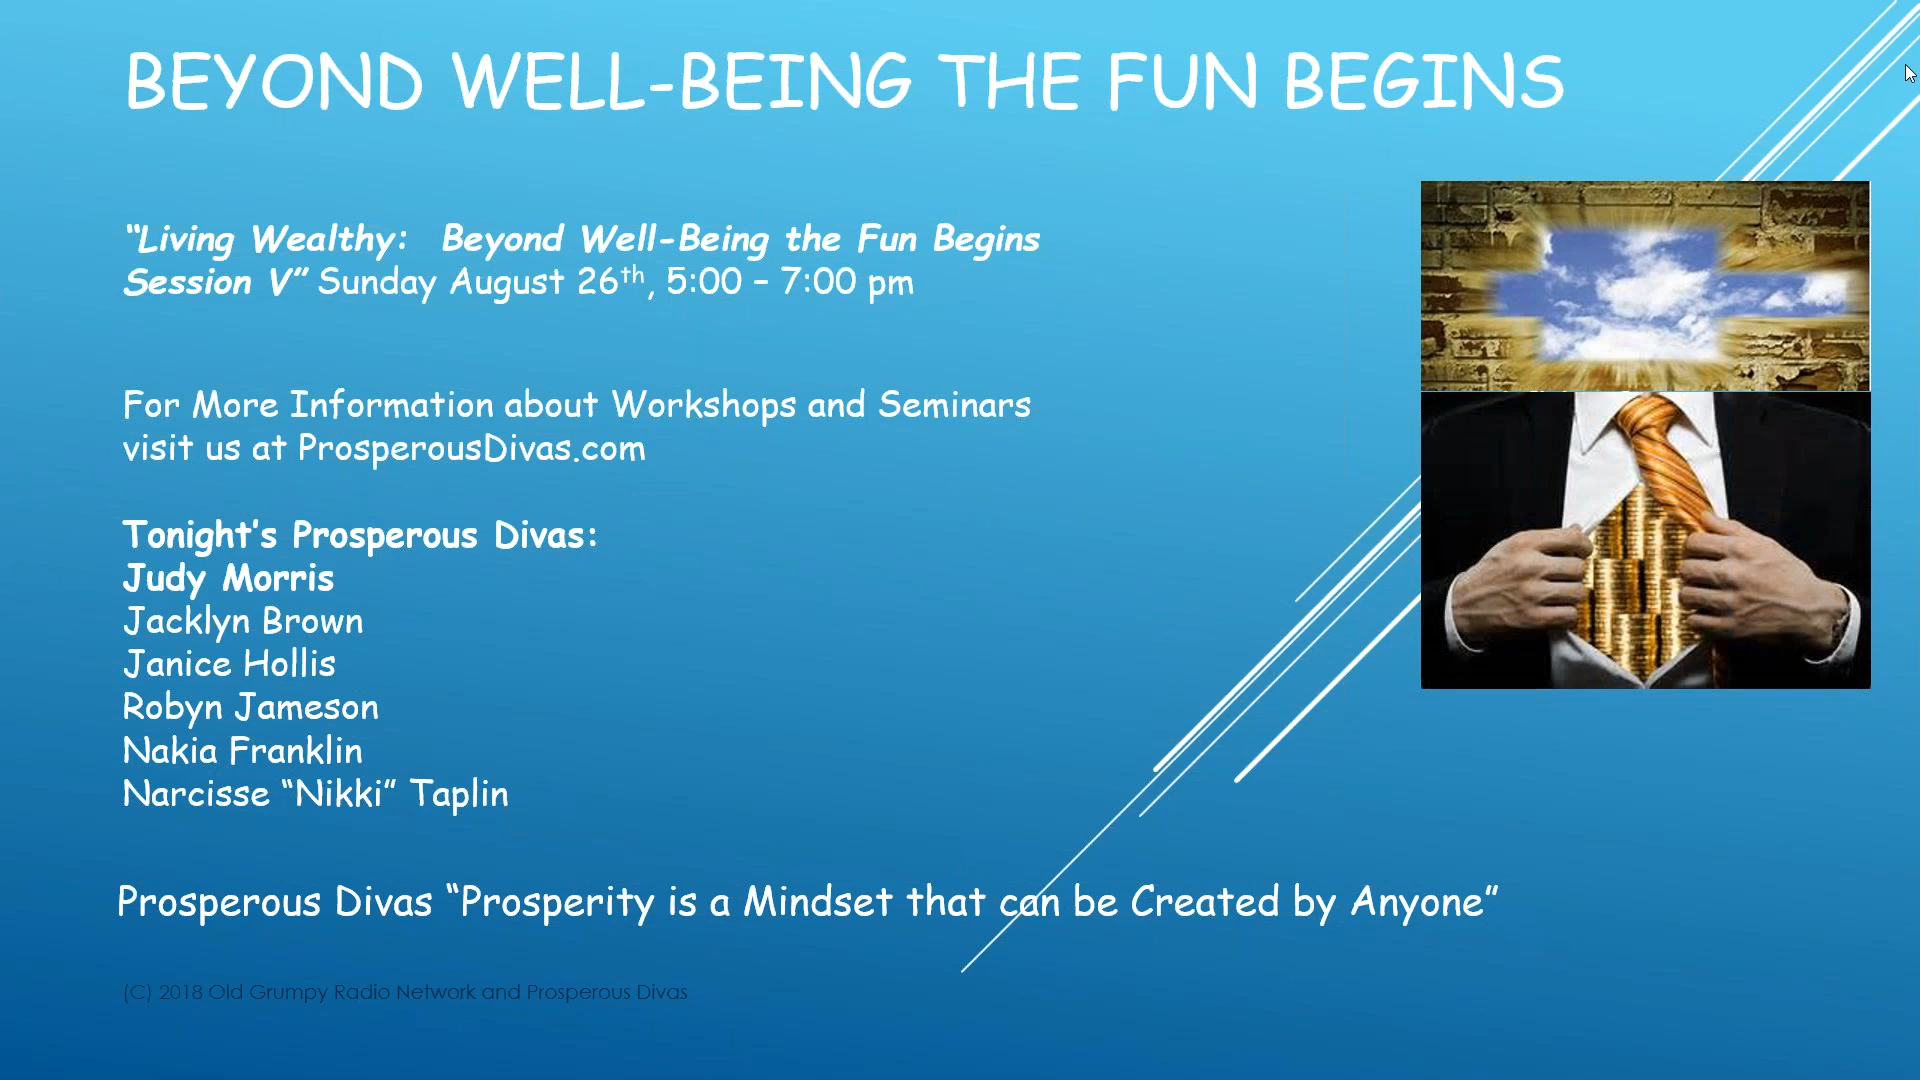 BEYOND WELL-BEING THE FUN BEGINS
“Living Wealthy:  Beyond Well-Being the Fun Begins
Session V” Sunday August 26th, 5:00 – 7:00 pm
For More Information about Workshops and Seminars
visit us at ProsperousDivas.com
Tonight’s Prosperous Divas:
Judy Morris
Jacklyn Brown
Janice Hollis
Robyn Jameson
Nakia Franklin
Narcisse “Nikki” Taplin
Prosperous Divas “Prosperity is a Mindset that can be Created by Anyone”
(C) 2018 Old Grumpy Radio Network and Prosperous Divas